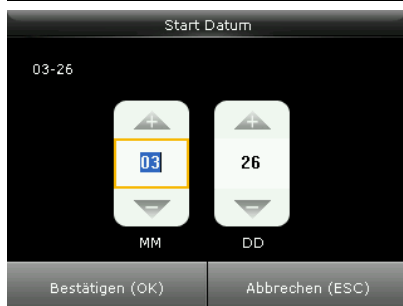 Start Datum
03-26
+ +
03 26
− −
MM DD
Bestätigen (OK) Abbrechen (ESC)